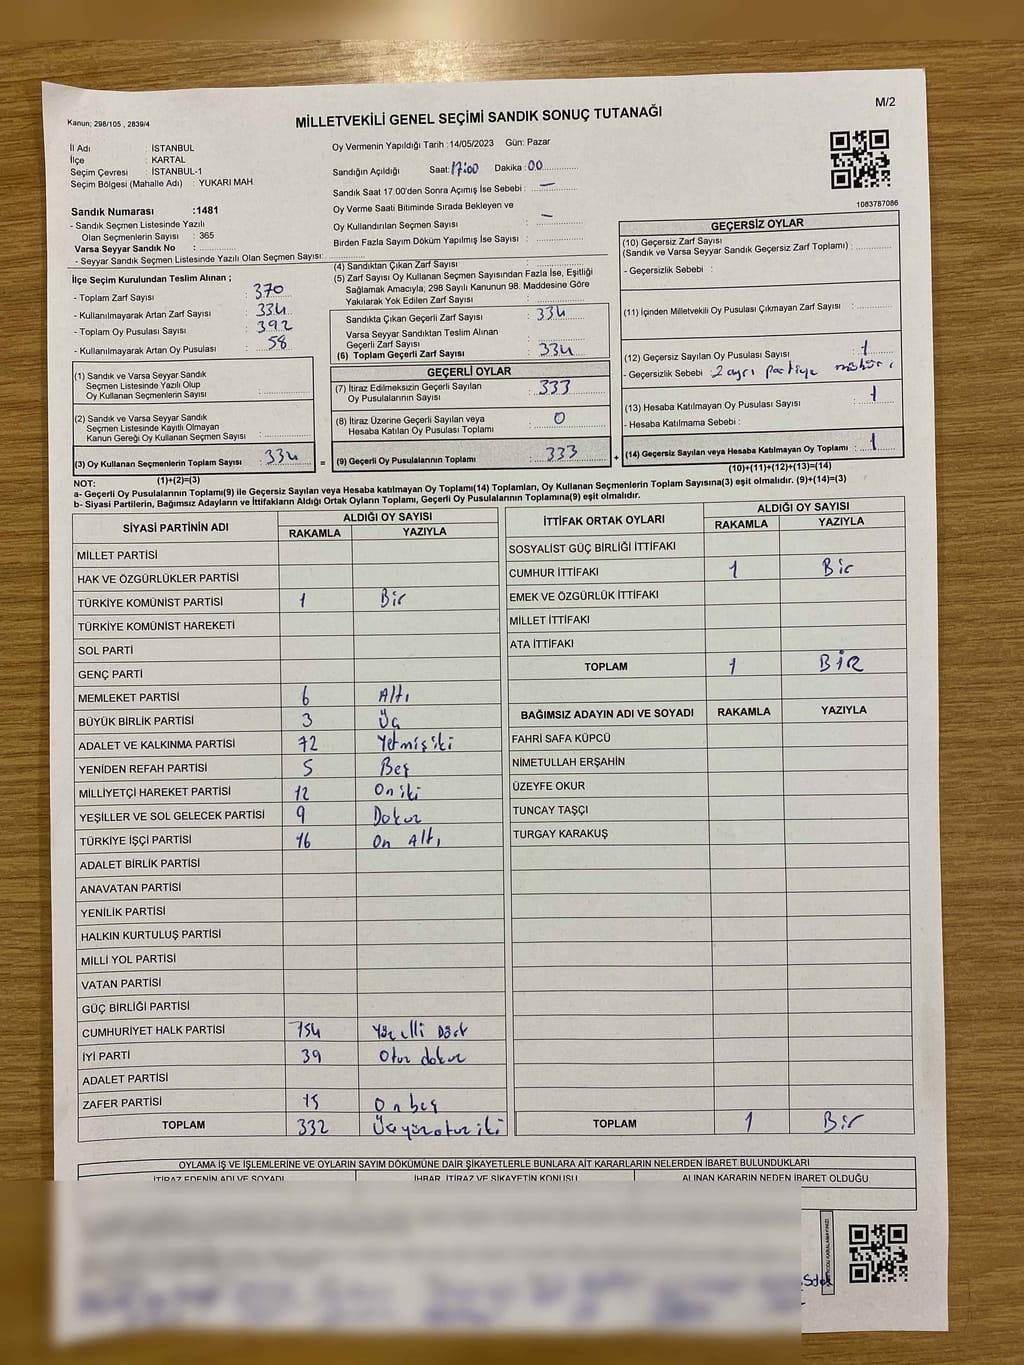 M/2
Kanun; 298/105 , 2839/4
MİLLETVEKİLİ GENEL SEÇİMİ SANDIK SONUÇ TUTANAĞI
İl Adı : İSTANBUL
İlçe : KARTAL
Seçim Çevresi : İSTANBUL-1
Seçim Bölgesi (Mahalle Adı) : YUKARI MAH.
Sandık Numarası :1481
- Sandık Seçmen Listesinde Yazılı
Olan Seçmenlerin Sayısı : 365
Varsa Seyyar Sandık No :
- Seyyar Sandık Seçmen Listesinde Yazılı Olan Seçmen Sayısı:
Oy Vermenin Yapıldığı Tarih :14/05/2023 Gün: Pazar
Sandığın Açıldığı Saat: 17:00 Dakika : 00
Sandık Saat 17.00'den Sonra Açımış İse Sebebi : —
Oy Verme Saati Bitiminde Sırada Bekleyen ve
Oy Kullandırılan Seçmen Sayısı : —
Birden Fazla Sayım Döküm Yapılmış İse Sayısı :
1083787086
İlçe Seçim Kurulundan Teslim Alınan ;
- Toplam Zarf Sayısı : 370
- Kullanılmayarak Artan Zarf Sayısı : 334
- Toplam Oy Pusulası Sayısı : 392
- Kullanılmayarak Artan Oy Pusulası : 58
(1) Sandık ve Varsa Seyyar Sandık
Seçmen Listesinde Yazılı Olup
Oy Kullanan Seçmenlerin Sayısı :
(2) Sandık ve Varsa Seyyar Sandık
Seçmen Listesinde Kayıtlı Olmayan
Kanun Gereği Oy Kullanan Seçmen Sayısı :
(3) Oy Kullanan Seçmenlerin Toplam Sayısı : 334 =
(1)+(2)=(3)
(4) Sandıktan Çıkan Zarf Sayısı :
(5) Zarf Sayısı Oy Kullanan Seçmen Sayısından Fazla İse, Eşitliği
Sağlamak Amacıyla; 298 Sayılı Kanunun 98. Maddesine Göre
Yakılarak Yok Edilen Zarf Sayısı :
Sandıkta Çıkan Geçerli Zarf Sayısı : 334
Varsa Seyyar Sandıktan Teslim Alınan
Geçerli Zarf Sayısı :
(6) Toplam Geçerli Zarf Sayısı : 334
GEÇERLİ OYLAR
(7) İtiraz Edilmeksizin Geçerli Sayılan
Oy Pusulalarının Sayısı : 333
(8) İtiraz Üzerine Geçerli Sayılan veya
Hesaba Katılan Oy Pusulası Toplamı : 0
(9) Geçerli Oy Pusulalarının Toplamı : 333 +
GEÇERSİZ OYLAR
(10) Geçersiz Zarf Sayısı
(Sandık ve Varsa Seyyar Sandık Geçersiz Zarf Toplamı) :
- Geçersizlik Sebebi :
(11) İçinden Milletvekili Oy Pusulası Çıkmayan Zarf Sayısı :
(12) Geçersiz Sayılan Oy Pusulası Sayısı : 1
- Geçersizlik Sebebi : 2 ayrı partiye mühür.
(13) Hesaba Katılmayan Oy Pusulası Sayısı : 1
- Hesaba Katılmama Sebebi :
(14) Geçersiz Sayılan veya Hesaba Katılmayan Oy Toplamı : 1
(10)+(11)+(12)+(13)=(14)
NOT:
a- Geçerli Oy Pusulalarının Toplamı(9) ile Geçersiz Sayılan veya Hesaba katılmayan Oy Toplamı(14) Toplamları, Oy Kullanan Seçmenlerin Toplam Sayısına(3) eşit olmalıdır. (9)+(14)=(3)
b- Siyasi Partilerin, Bağımsız Adayların ve İttifakların Aldığı Ortak Oyların Toplamı, Geçerli Oy Pusulalarının Toplamına(9) eşit olmalıdır.
SİYASİ PARTİNİN ADI ALDIĞI OY SAYISI
RAKAMLA YAZIYLA
MİLLET PARTİSİ
HAK VE ÖZGÜRLÜKLER PARTİSİ
TÜRKİYE KOMÜNİST PARTİSİ 1 Bir
TÜRKİYE KOMÜNİST HAREKETİ
SOL PARTİ
GENÇ PARTİ
MEMLEKET PARTİSİ 6 Altı
BÜYÜK BİRLİK PARTİSİ 3 Üç
ADALET VE KALKINMA PARTİSİ 72 Yetmişiki
YENİDEN REFAH PARTİSİ 5 Beş
MİLLİYETÇİ HAREKET PARTİSİ 12 Oniki
YEŞİLLER VE SOL GELECEK PARTİSİ 9 Dokuz
TÜRKİYE İŞÇİ PARTİSİ 16 On Altı
ADALET BİRLİK PARTİSİ
ANAVATAN PARTİSİ
YENİLİK PARTİSİ
HALKIN KURTULUŞ PARTİSİ
MİLLİ YOL PARTİSİ
VATAN PARTİSİ
GÜÇ BİRLİĞİ PARTİSİ
CUMHURİYET HALK PARTİSİ 154 Yüzelli Dört
İYİ PARTİ 39 Otuz dokuz
ADALET PARTİSİ
ZAFER PARTİSİ 15 Onbeş
TOPLAM 332 Üçyüzotuziki
İTTİFAK ORTAK OYLARI ALDIĞI OY SAYISI
RAKAMLA YAZIYLA
SOSYALİST GÜÇ BİRLİĞİ İTTİFAKI
CUMHUR İTTİFAKI 1 Bir
EMEK VE ÖZGÜRLÜK İTTİFAKI
MİLLET İTTİFAKI
ATA İTTİFAKI
TOPLAM 1 BİR
BAĞIMSIZ ADAYIN ADI VE SOYADI RAKAMLA YAZIYLA
FAHRİ SAFA KÜPCÜ
NİMETULLAH ERŞAHİN
ÜZEYFE OKUR
TUNCAY TAŞÇI
TURGAY KARAKUŞ
TOPLAM 1 Bir
OYLAMA İŞ VE İŞLEMLERİNE VE OYLARIN SAYIM DÖKÜMÜNE DAİR ŞİKAYETLERLE BUNLARA AİT KARARLARIN NELERDEN İBARET BULUNDUKLARI
İTİRAZ EDENİN ADI VE SOYADI İHBAR, İTİRAZ VE ŞİKAYETİN KONUSU ALINAN KARARIN NEDEN İBARET OLDUĞU